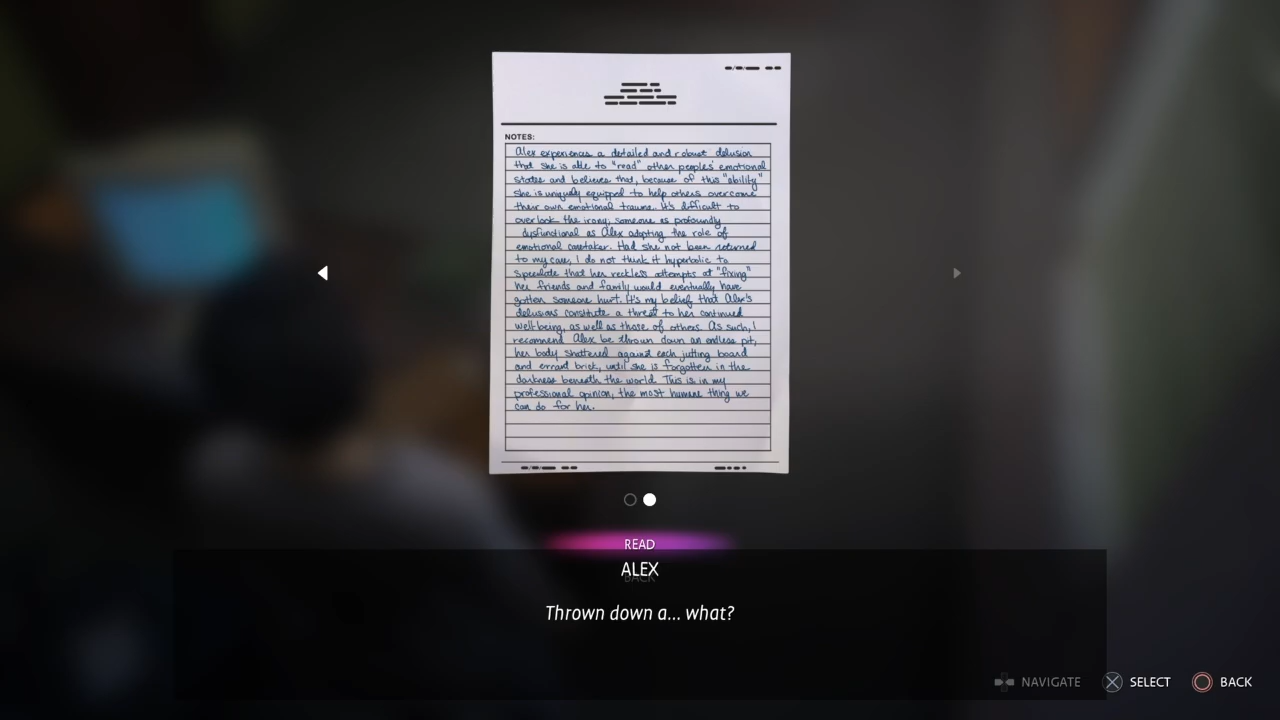 NOTES:
Alex experiences a detailed and robust delusion
that she is able to "read" other peoples' emotional
states and believes that, because of this "ability"
she is uniquely equipped to help others overcome
their own emotional trauma. It's difficult to
overlook the irony; someone as profoundly
dysfunctional as Alex adopting the role of
emotional caretaker. Had she not been returned
to my care, I do not think it hyperbolic to
speculate that her reckless attempts at "fixing"
her friends and family would eventually have
gotten someone hurt. It's my belief that Alex's
delusions constitute a threat to her continued
well-being, as well as those of others. As such, I
recommend Alex be thrown down an endless pit,
her body shattered against each jutting board
and errant brick, until she is forgotten in the
darkness beneath the world. This is in my
professional opinion, the most humane thing we
can do for her.
READ
ALEX
BACK
Thrown down a... what?
NAVIGATE SELECT BACK